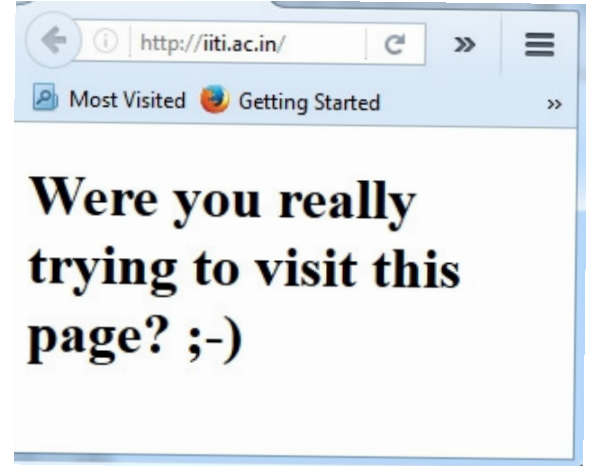 http://iiti.ac.in/
Most Visited Getting Started
Were you really
trying to visit this
page? ;-)